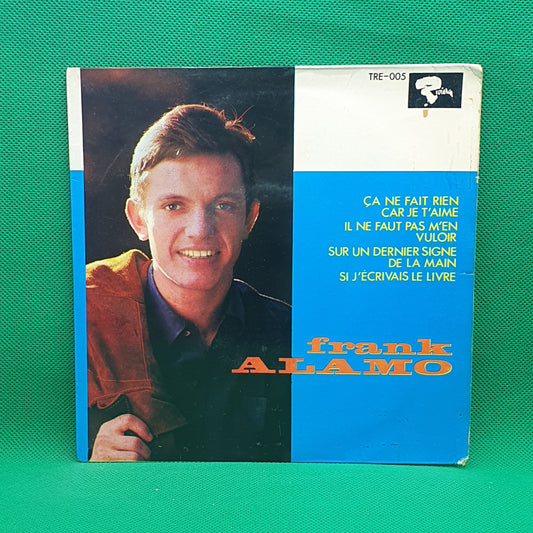 TRE-005
Riviera
ÇA NE FAIT RIEN
CAR JE T'AIME
IL NE FAUT PAS M'EN
VULOIR
SUR UN DERNIER SIGNE
DE LA MAIN
SI J'ÉCRIVAIS LE LIVRE
frank
ALAMO